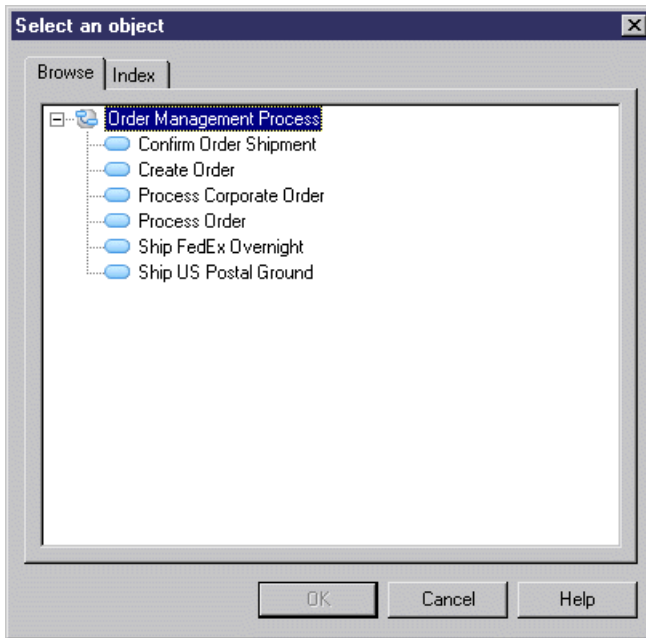 Select an object
Browse Index
Order Management Process
Confirm Order Shipment
Create Order
Process Corporate Order
Process Order
Ship FedEx Overnight
Ship US Postal Ground
OK Cancel Help